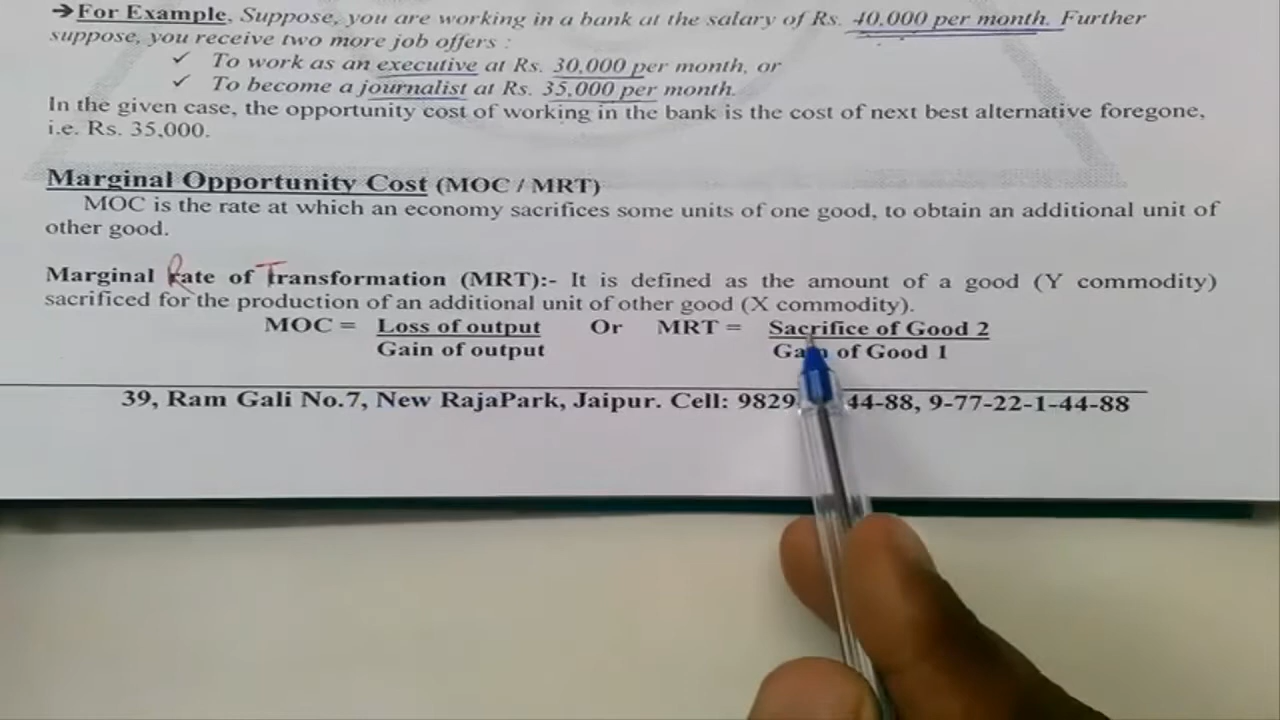 ➔For Example, Suppose, you are working in a bank at the salary of Rs. 40,000 per month. Further
suppose, you receive two more job offers :
✓ To work as an executive at Rs. 30,000 per month, or
✓ To become a journalist at Rs. 35,000 per month.
In the given case, the opportunity cost of working in the bank is the cost of next best alternative foregone,
i.e. Rs. 35,000.
Marginal Opportunity Cost (MOC / MRT)
MOC is the rate at which an economy sacrifices some units of one good, to obtain an additional unit of
other good.
Marginal Rate of Transformation (MRT):- It is defined as the amount of a good (Y commodity)
sacrificed for the production of an additional unit of other good (X commodity).
MOC = Loss of output Or MRT = Sacrifice of Good 2
Gain of output of Good 1
39, Ram Gali No.7, New RajaPark, Jaipur. Cell: 9829 44-88, 9-77-22-1-44-88